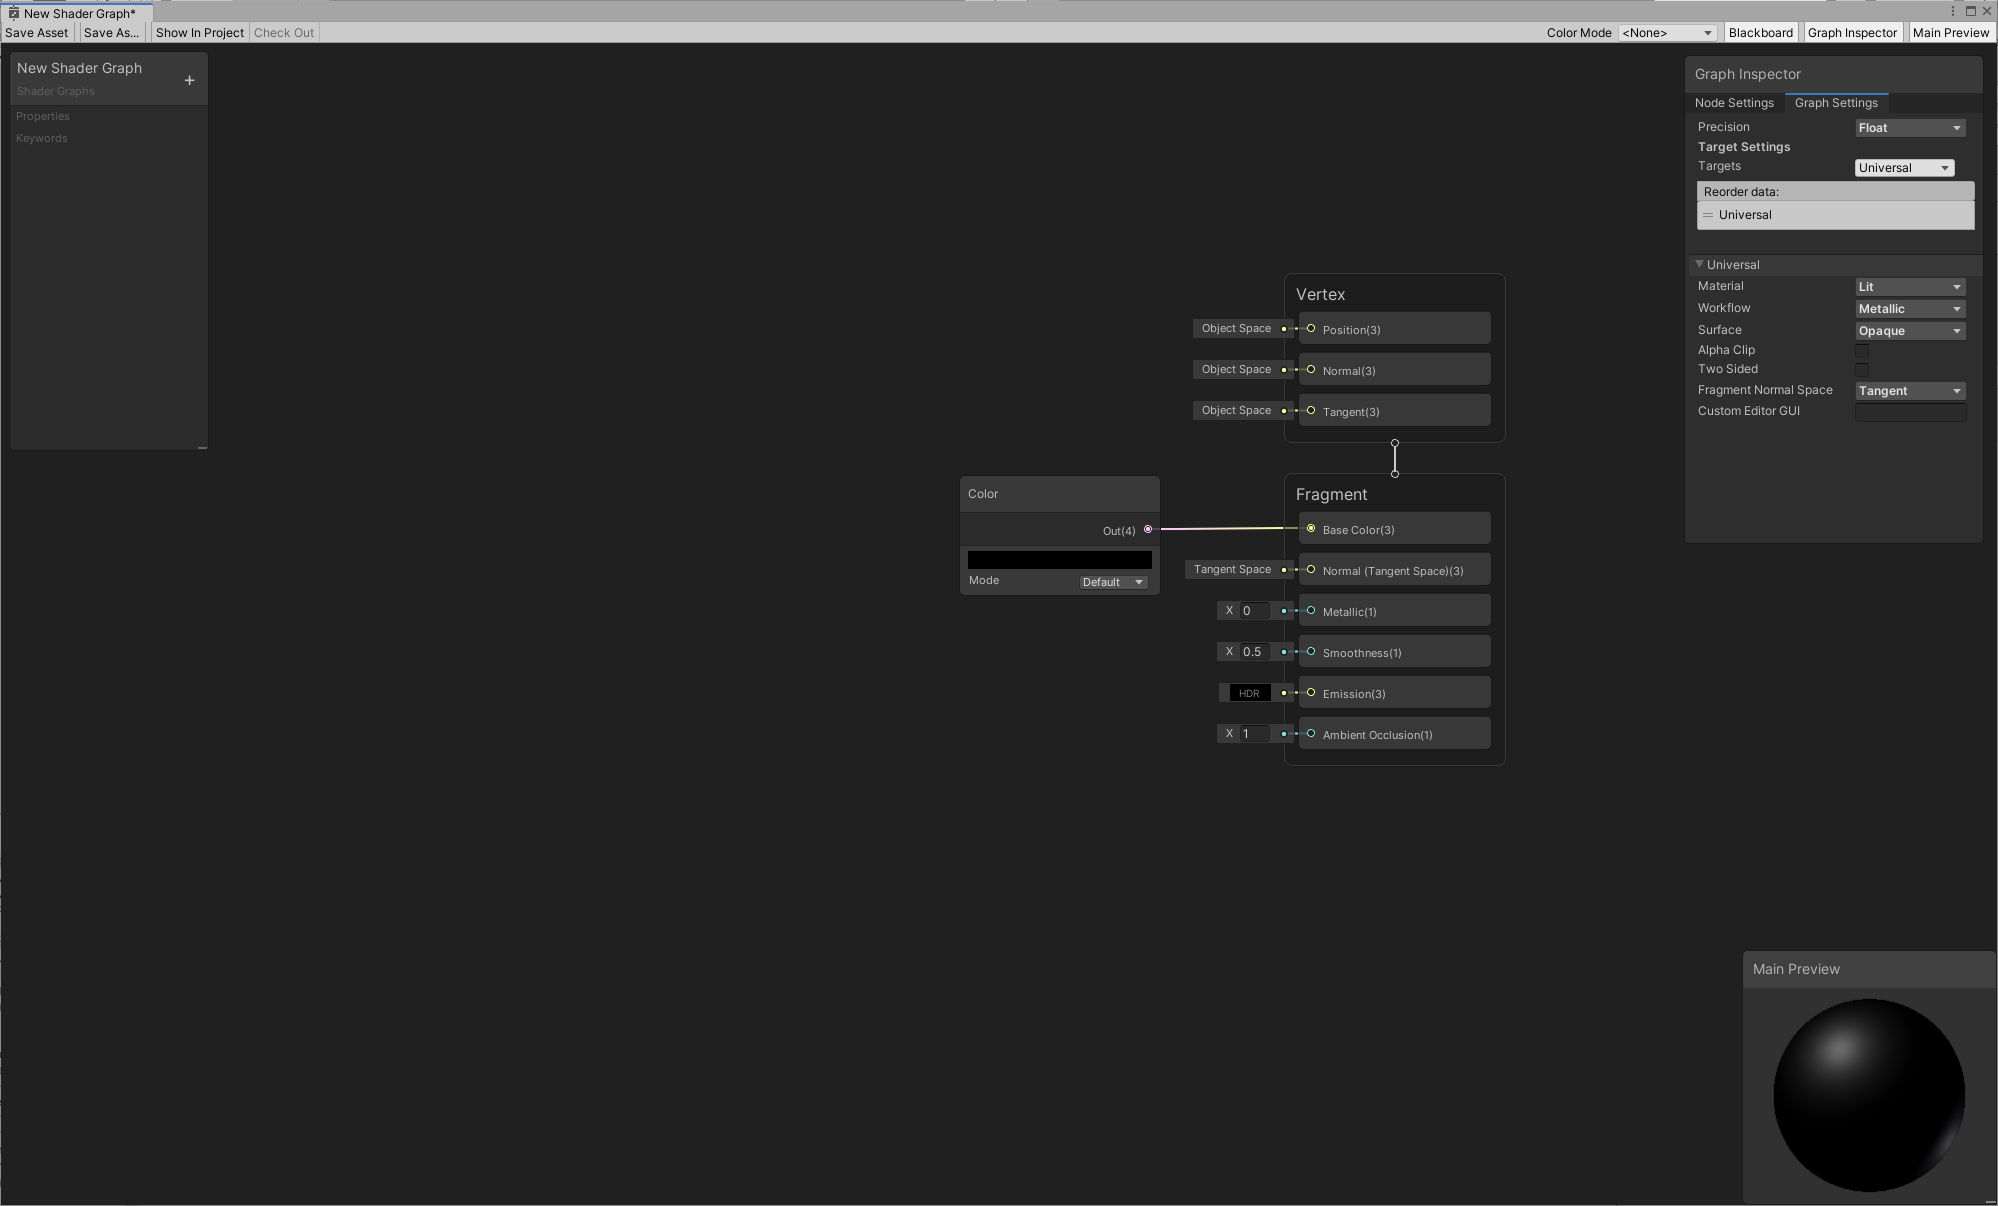 New Shader Graph*
Save Asset
Save As...
Show In Project
Check Out
Color Mode
<None>
Blackboard
Graph Inspector
Main Preview
New Shader Graph
+
Shader Graphs
Properties
Keywords
Vertex
Object Space
Position(3)
Object Space
Normal(3)
Object Space
Tangent(3)
Color
Out(4)
Mode
Default
Fragment
Base Color(3)
Tangent Space
Normal (Tangent Space)(3)
X 0
Metallic(1)
X 0.5
Smoothness(1)
HDR
Emission(3)
X 1
Ambient Occlusion(1)
Graph Inspector
Node Settings
Graph Settings
Precision
Float
Target Settings
Targets
Universal
Reorder data:
Universal
Universal
Material
Lit
Workflow
Metallic
Surface
Opaque
Alpha Clip
Two Sided
Fragment Normal Space
Tangent
Custom Editor GUI
Main Preview